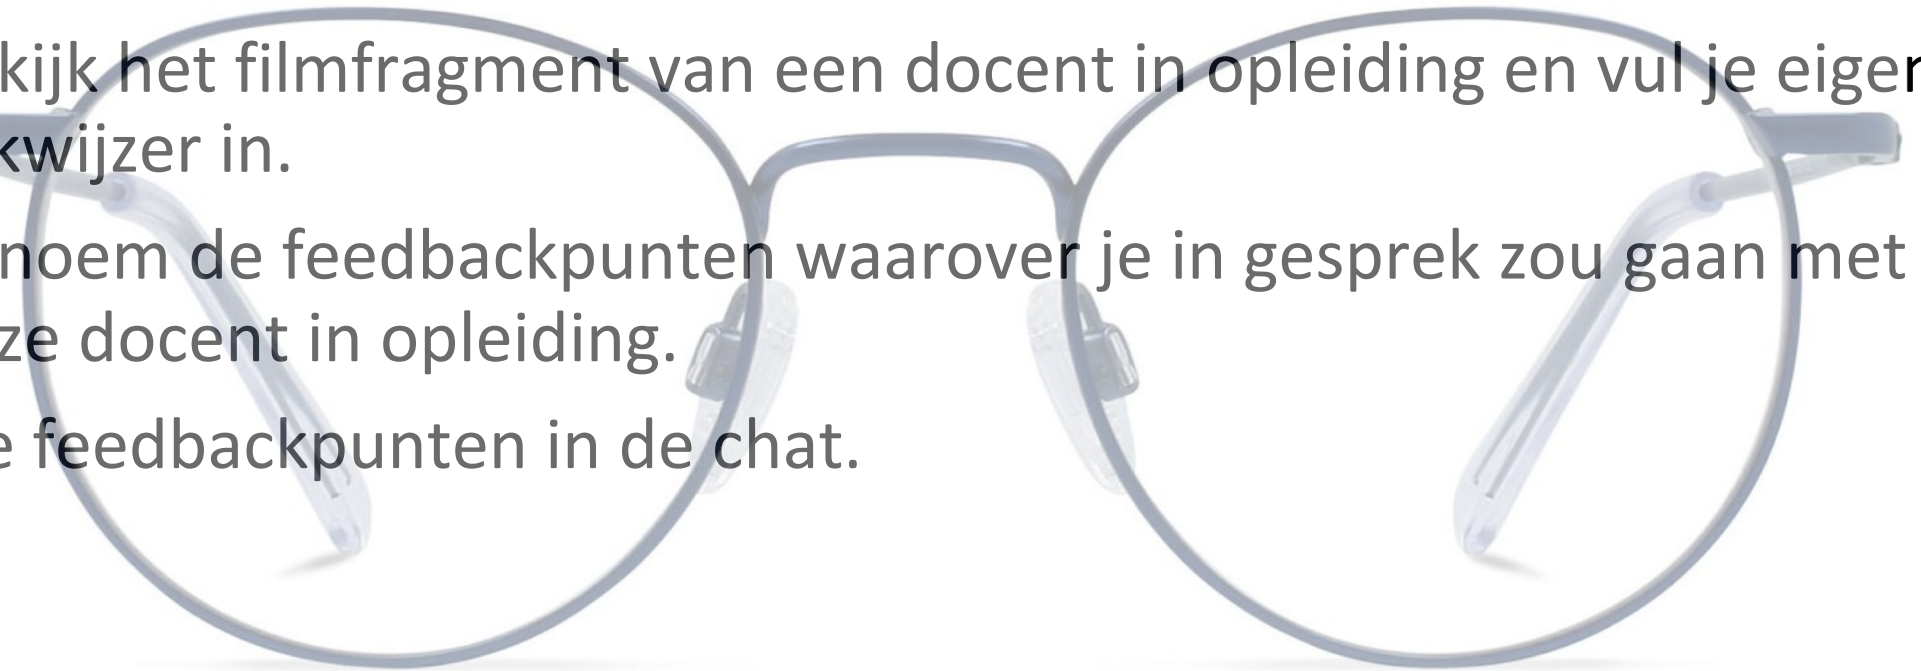 kijk het filmfragment van een docent in opleiding en vul je eiger
kwijzer in.
noem de feedbackpunten waarover je in gesprek zou gaan met
ze docent in opleiding.
e feedbackpunten in de chat.